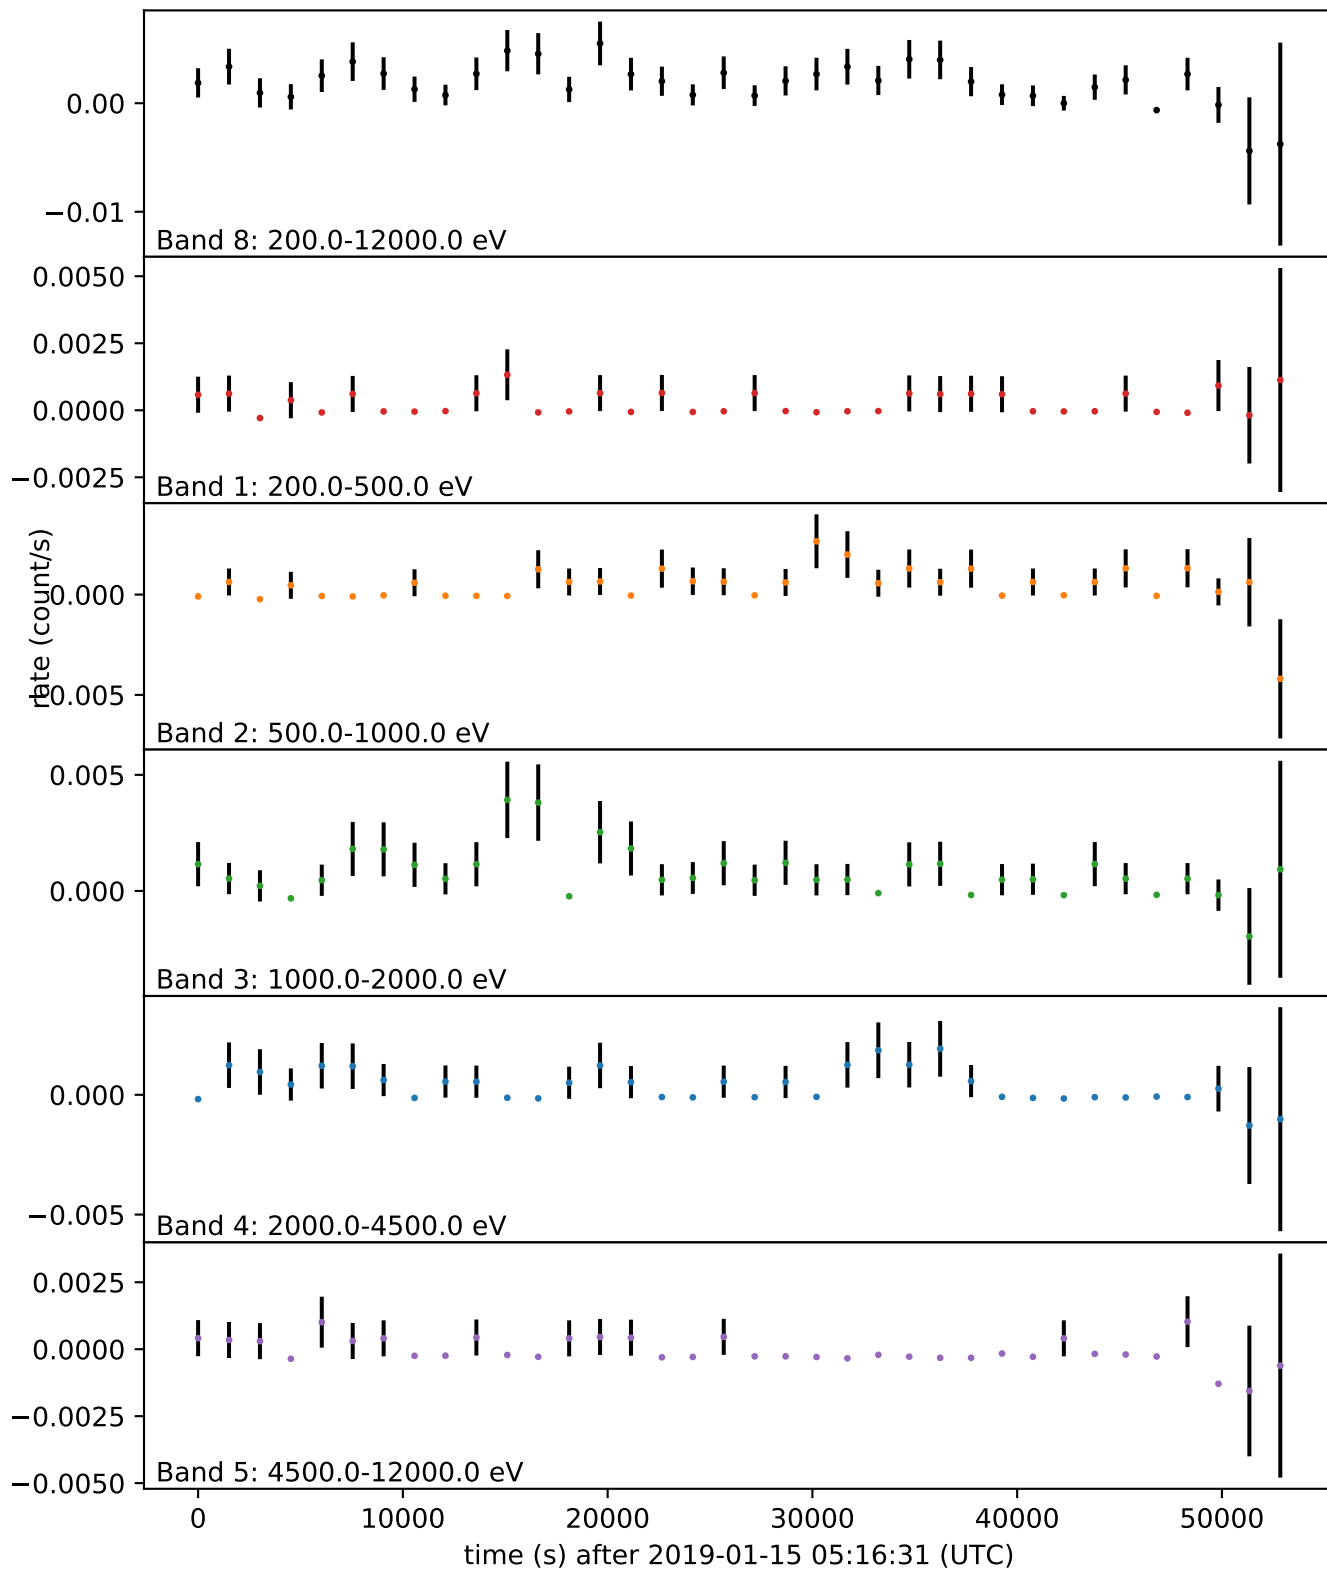 0.00
−0.01
Band 8: 200.0-12000.0 eV
0.0050
0.0025
0.0000
−0.0025
Band 1: 200.0-500.0 eV
rate (count/s)
0.000
−0.005
Band 2: 500.0-1000.0 eV
0.005
0.000
Band 3: 1000.0-2000.0 eV
0.000
−0.005
Band 4: 2000.0-4500.0 eV
0.0025
0.0000
−0.0025
−0.0050
Band 5: 4500.0-12000.0 eV
0 10000 20000 30000 40000 50000
time (s) after 2019-01-15 05:16:31 (UTC)